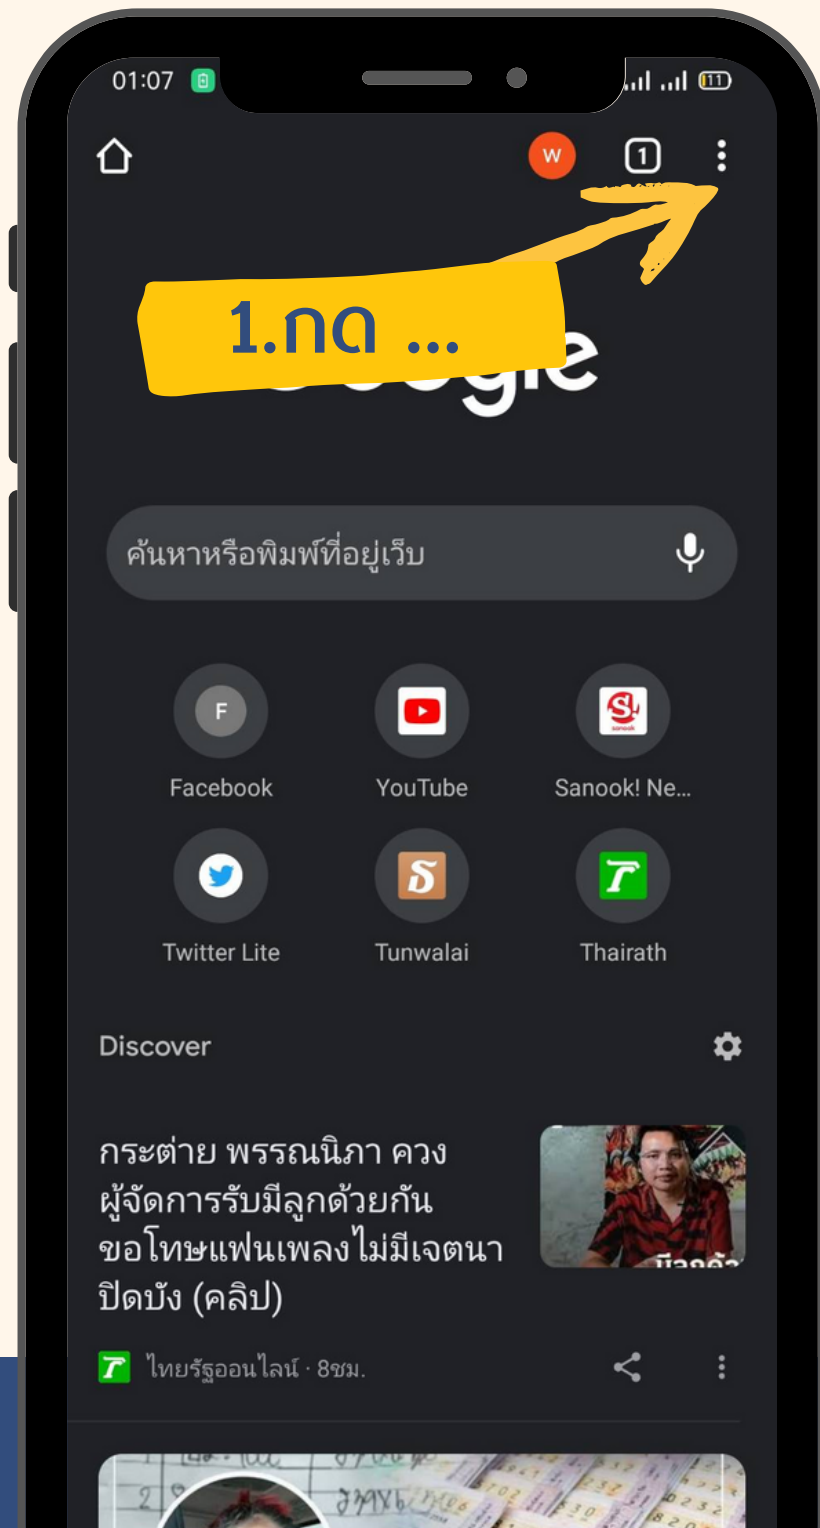 01:07
11
W
1
1.กด ...
Google
ค้นหาหรือพิมพ์ที่อยู่เว็บ
F
Facebook
YouTube
S!
sanook
Sanook! Ne...
Twitter Lite
ธ
Tunwalai
Thairath
Discover
กระต่าย พรรณนิภา ควง
ผู้จัดการรับมีลูกด้วยกัน
ขอโทษแฟนเพลงไม่มีเจตนา
ปิดบัง (คลิป)
ไทยรัฐออนไลน์ · 8ชม.
2